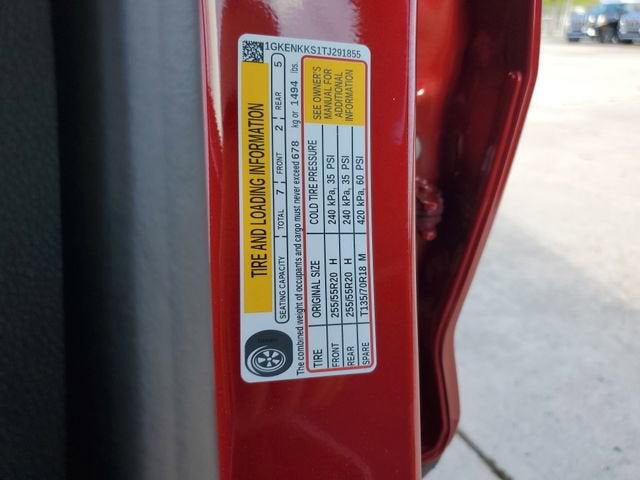 1GKENKKS1TJ291855
TIRE AND LOADING INFORMATION
SEATING CAPACITY TOTAL 7 FRONT 2 REAR 5
The combined weight of occupants and cargo must never exceed 678 kg or 1494 lbs.
TIRE ORIGINAL SIZE COLD TIRE PRESSURE
FRONT 255/55R20 H 240 kPa, 35 PSI
REAR 255/55R20 H 240 kPa, 35 PSI
SPARE T135/70R18 M 420 kPa, 60 PSI
SEE OWNER'S
MANUAL FOR
ADDITIONAL
INFORMATION